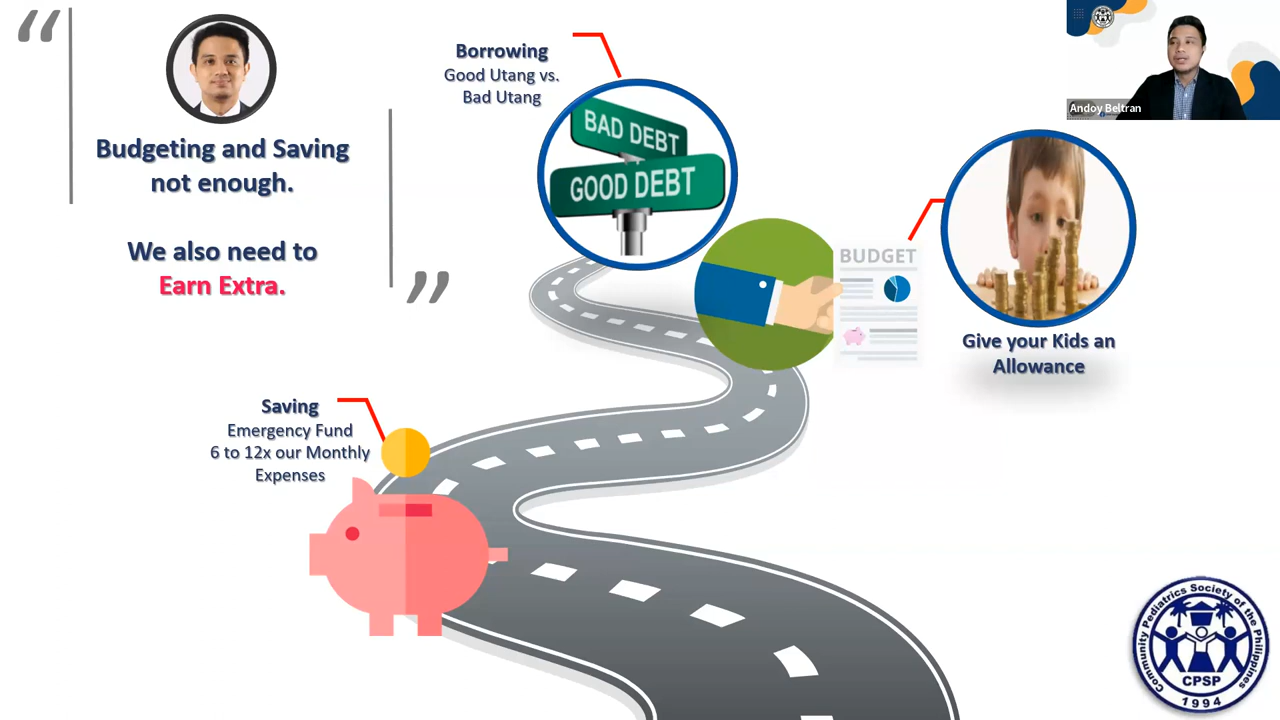 “
Budgeting and Saving
not enough.
We also need to
Earn Extra.
”
Borrowing
Good Utang vs.
Bad Utang
BAD DEBT
GOOD DEBT
Andoy Beltran
BUDGET
Give your Kids an
Allowance
Saving
Emergency Fund
6 to 12x our Monthly
Expenses
Community Pediatrics Society of the Philippines
CPSP
1994